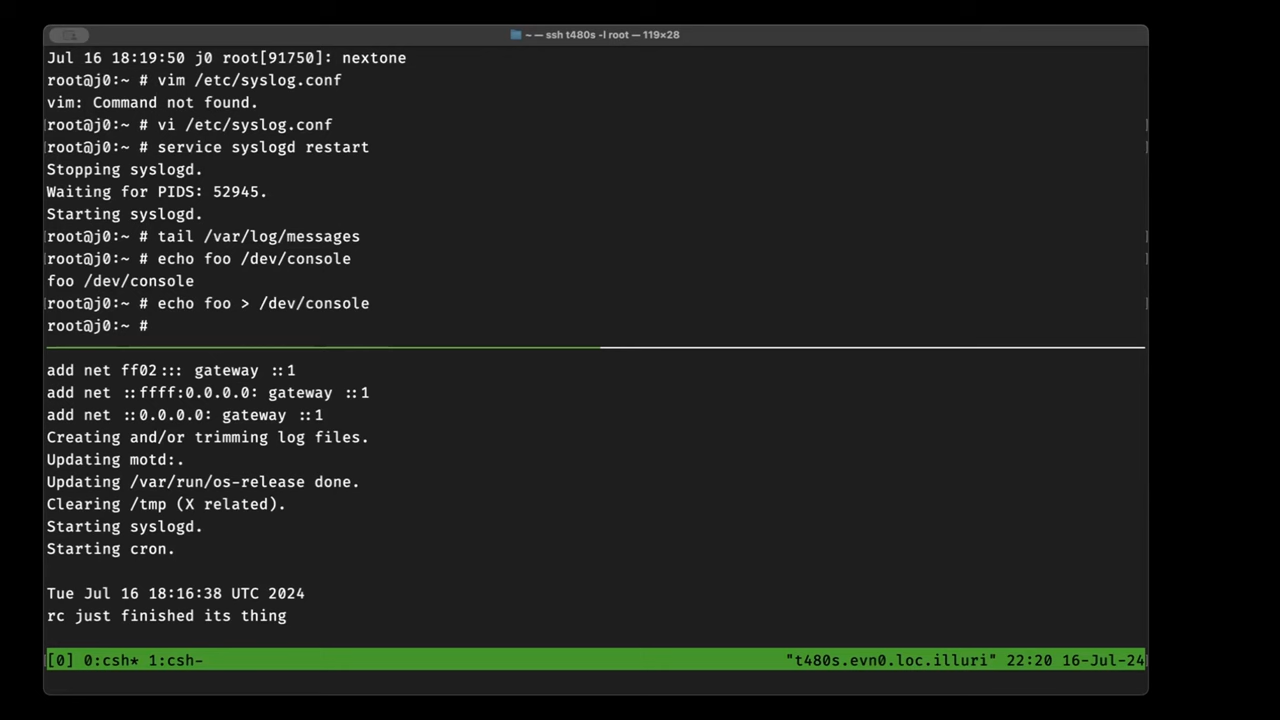 ~ — ssh t480s -l root — 119×28
Jul 16 18:19:50 j0 root[91750]: nextone
root@j0:~ # vim /etc/syslog.conf
vim: Command not found.
root@j0:~ # vi /etc/syslog.conf
root@j0:~ # service syslogd restart
Stopping syslogd.
Waiting for PIDS: 52945.
Starting syslogd.
root@j0:~ # tail /var/log/messages
root@j0:~ # echo foo /dev/console
foo /dev/console
root@j0:~ # echo foo > /dev/console
root@j0:~ #
add net ff02::: gateway ::1
add net ::ffff:0.0.0.0: gateway ::1
add net ::0.0.0.0: gateway ::1
Creating and/or trimming log files.
Updating motd:.
Updating /var/run/os-release done.
Clearing /tmp (X related).
Starting syslogd.
Starting cron.
Tue Jul 16 18:16:38 UTC 2024
rc just finished its thing
[0] 0:csh* 1:csh- "t480s.evn0.loc.illuri" 22:20 16-Jul-24